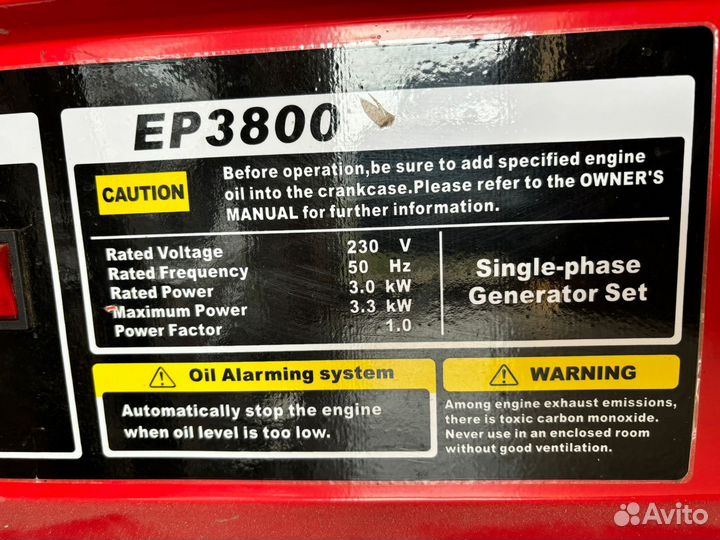 EP3800
CAUTION
Before operation,be sure to add specified engine
oil into the crankcase.Please refer to the OWNER'S
MANUAL for further information.
Rated Voltage 230 V
Rated Frequency 50 Hz
Rated Power 3.0 kW
Maximum Power 3.3 kW
Power Factor 1.0
Single-phase
Generator Set
Oil Alarming system
Automatically stop the engine
when oil level is too low.
WARNING
Among engine exhaust emissions,
there is toxic carbon monoxide.
Never use in an enclosed room
without good ventilation.
Avito